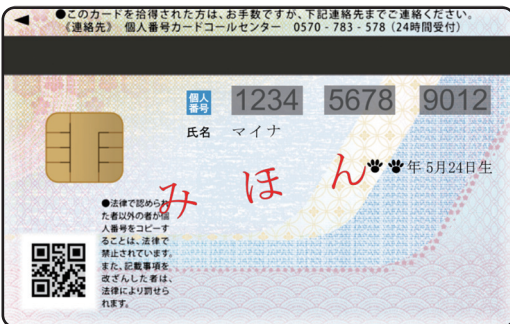 ●このカードを拾得された方は、お手数ですが、下記連絡先までご連絡ください。
《連絡先》 個人番号カードコールセンター 0570-783-578（24時間受付）
個人番号 1234 5678 9012
氏名 マイナ
年 5月24日生
みほん
●法律で認められ
た者以外の者が個
人番号をコピーす
ることは、法律で
禁止されています。
また、記載事項を
改ざんした者は、
法律により罰せら
れます。